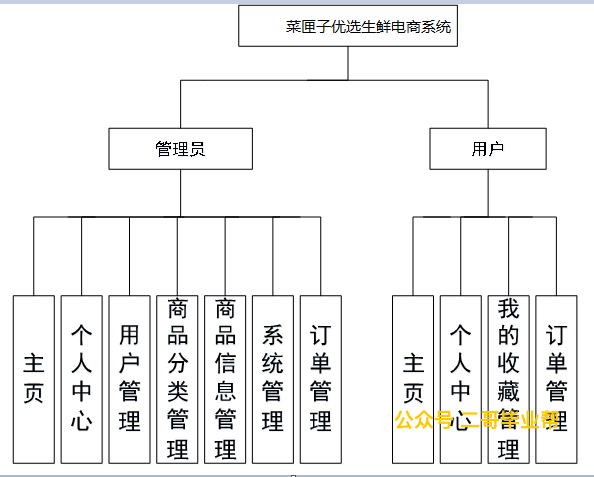 菜匣子优选生鲜电商系统
管理员
用户
主页
个人中心
用户管理
商品分类管理
商品信息管理
系统管理
订单管理
主页
个人中心
我的收藏管理
订单管理
公众号 二哥毕业帮